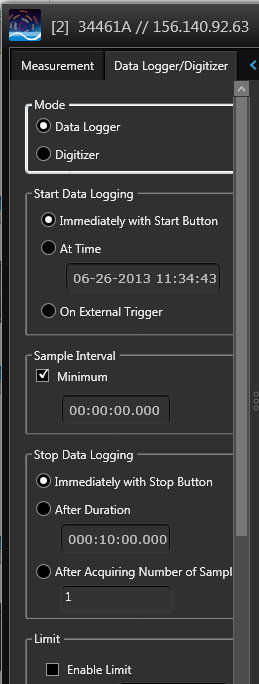 [2] 34461A // 156.140.92.63
Measurement Data Logger/Digitizer
Mode
Data Logger
Digitizer
Start Data Logging
Immediately with Start Button
At Time
06-26-2013 11:34:43
On External Trigger
Sample Interval
Minimum
00:00:00.000
Stop Data Logging
Immediately with Stop Button
After Duration
000:10:00.000
After Acquiring Number of Sampl
1
Limit
Enable Limit